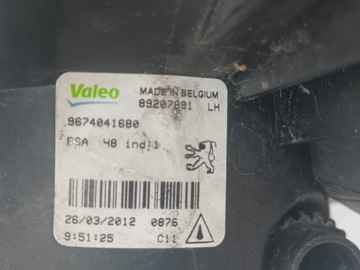 Valeo
MADE IN BELGIUM
89207891 LH
9674041680
PSA 48 ind:1
26/03/2012 0876
9:51:25 C11